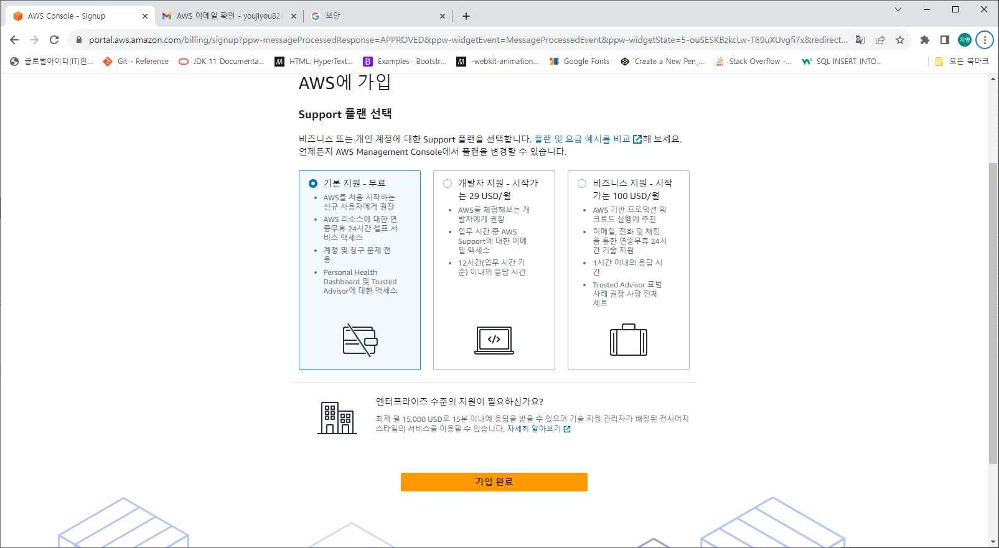 AWS Console - Signup
AWS 이메일 확인 - youjiyou82
보안
portal.aws.amazon.com/billing/signup?ppw-messageProcessedResponse=APPROVED&ppw-widgetEvent=MessageProcessedEvent&ppw-widgetState=5-ouSESKBzkcLw-T69uXUvgfi7x&redirect...
지영
글로벌아이티(IT)인...
Git - Reference
JDK 11 Documenta...
HTML: HyperText...
Examples · Bootstr...
-webkit-animation...
Google Fonts
Create a New Pen_...
Stack Overflow -...
SQL INSERT INTO...
모든 북마크
AWS에 가입
Support 플랜 선택
비즈니스 또는 개인 계정에 대한 Support 플랜을 선택합니다. 플랜 및 요금 예시를 비교 해 보세요.
언제든지 AWS Management Console에서 플랜을 변경할 수 있습니다.
기본 지원 - 무료
• AWS를 처음 시작하는
신규 사용자에게 권장
• AWS 리소스에 대한 연
중무휴 24시간 셀프 서
비스 액세스
• 계정 및 청구 문제 전
용
• Personal Health
Dashboard 및 Trusted
Advisor에 대한 액세스
개발자 지원 - 시작가
는 29 USD/월
• AWS를 체험해보는 개
발자에게 권장
• 업무 시간 중 AWS
Support에 대한 이메
일 액세스
• 12시간(업무 시간 기
준) 이내의 응답 시간
</>
비즈니스 지원 - 시작
가는 100 USD/월
• AWS 기반 프로덕션 워
크로드 실행에 추천
• 이메일, 전화 및 채팅
을 통한 연중무휴 24시
간 기술 지원
• 1시간 이내의 응답 시
간
• Trusted Advisor 모범
사례 권장 사항 전체
세트
엔터프라이즈 수준의 지원이 필요하신가요?
최저 월 15,000 USD로 15분 이내에 응답을 받을 수 있으며 기술 지원 관리자가 배정된 컨시어지
스타일의 서비스를 이용할 수 있습니다. 자세히 알아보기
가입 완료